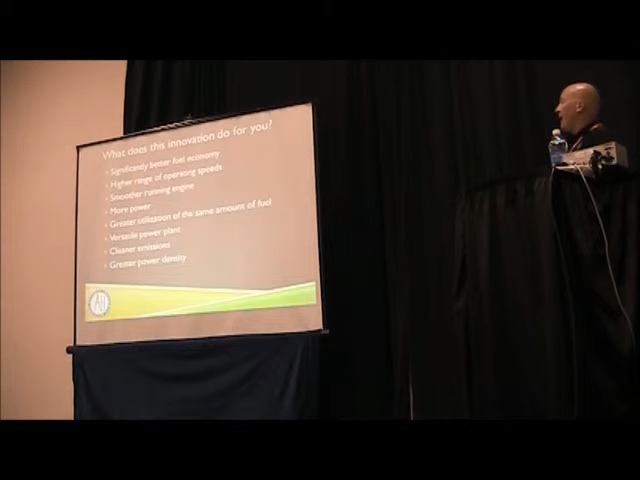 What does this innovation do for you?
Significantly better fuel economy
Higher range of operating speeds
Smoother running engine
More power
Greater utilization of the same amount of fuel
Versatile power plant
Cleaner emissions
Greater power density